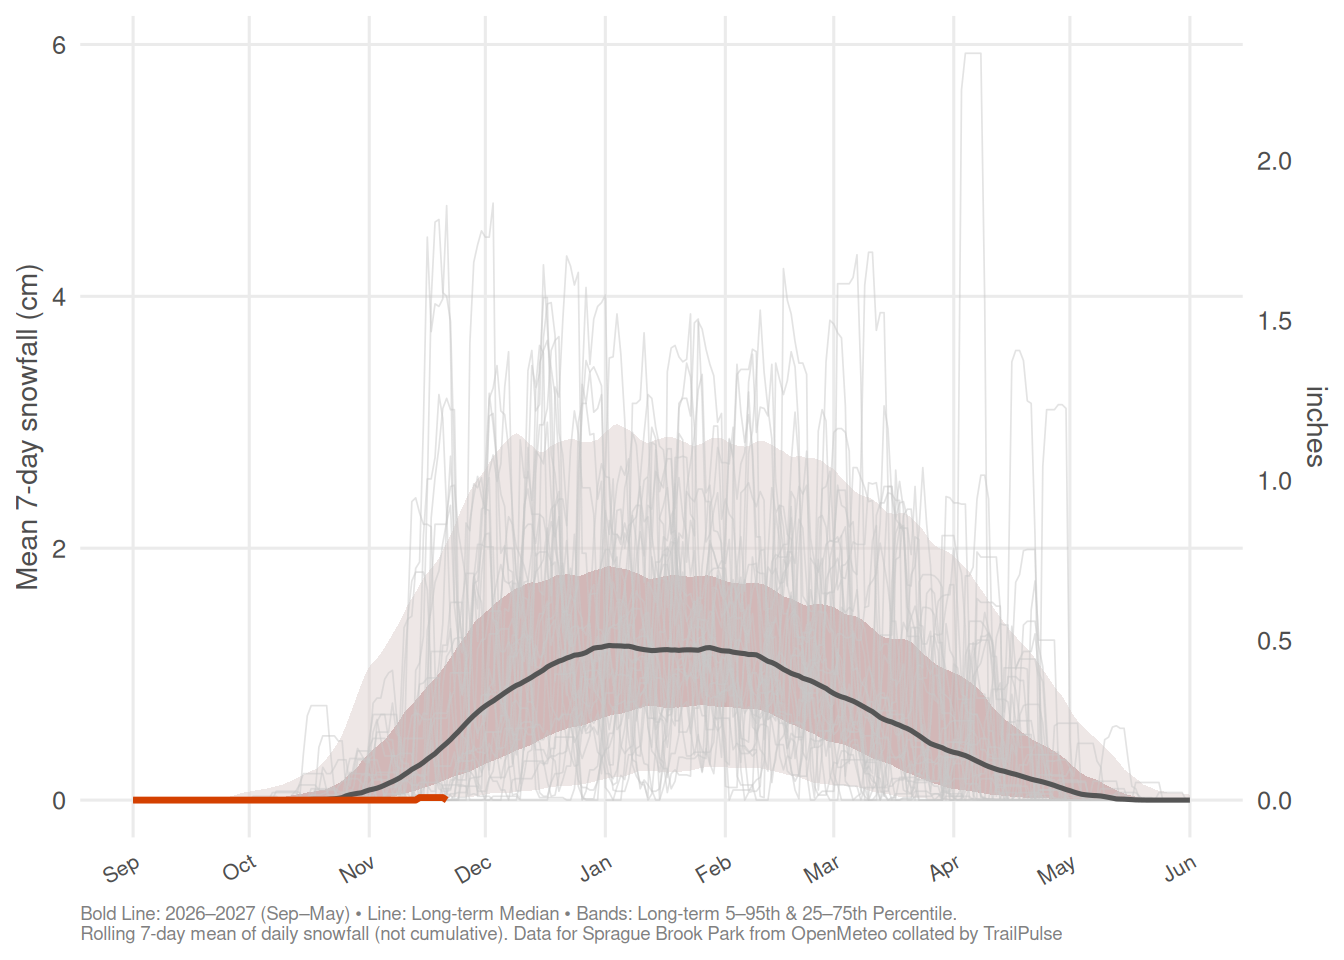 6
4
2
0
Mean 7-day snowfall (cm)
2.0
1.5
1.0
0.5
0.0
inches
Sep
Oct
Nov
Dec
Jan
Feb
Mar
Apr
May
Jun
Bold Line: 2026–2027 (Sep–May) • Line: Long-term Median • Bands: Long-term 5–95th & 25–75th Percentile.
Rolling 7-day mean of daily snowfall (not cumulative). Data for Sprague Brook Park from OpenMeteo collated by TrailPulse